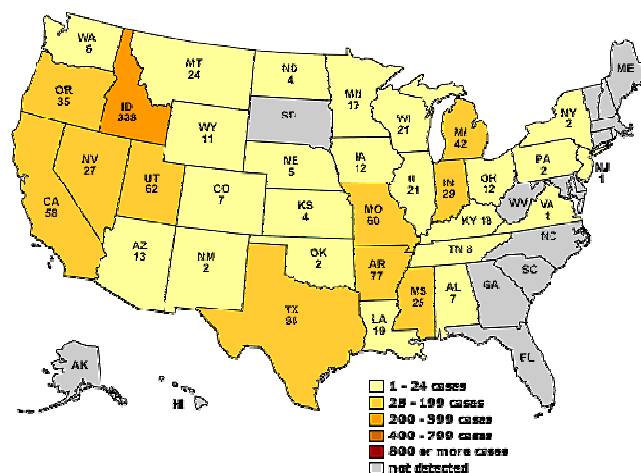 WA
6
MT
24
ND
4
MN
ME
OR
35
ID
338
SD
WI
21
MI
42
NY
2
WY
11
NE
5
IA
12
PA
2
NJ
1
NV
27
UT
62
CO
7
IL
21
IN
29
OH
12
WV
VA
1
CA
58
KS
4
MO
60
KY 18
NC
TN 8
AZ
13
NM
2
OK
2
AR
77
SC
MS
25
AL
7
GA
TX
LA
19
FL
AK
HI
1 - 24 cases
25 - 199 cases
200 - 399 cases
400 - 799 cases
800 or more cases
not detected